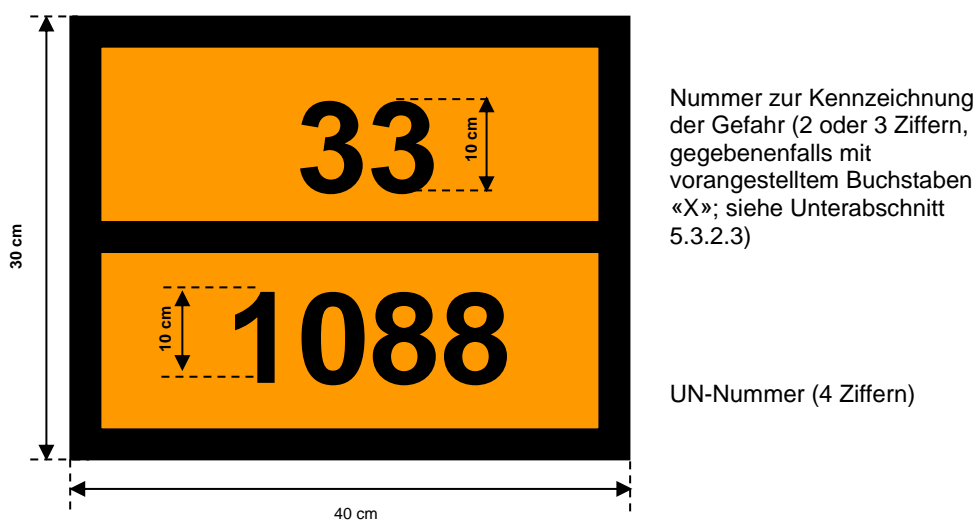 33
10 cm
Nummer zur Kennzeichnung
der Gefahr (2 oder 3 Ziffern,
gegebenenfalls mit
vorangestelltem Buchstaben
«X»; siehe Unterabschnitt
5.3.2.3)
30 cm
10 cm
1088
UN-Nummer (4 Ziffern)
40 cm